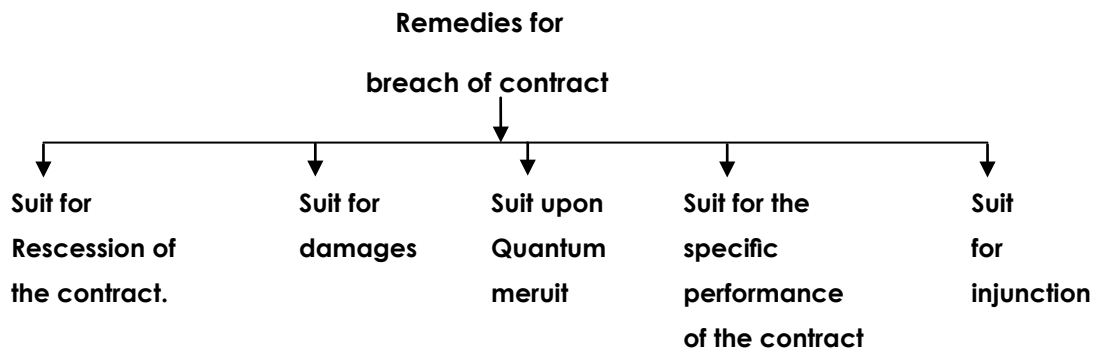 Remedies for
breach of contract
Suit for
Rescession of
the contract.
Suit for
damages
Suit upon
Quantum
meruit
Suit for the
specific
performance
of the contract
Suit
for
injunction